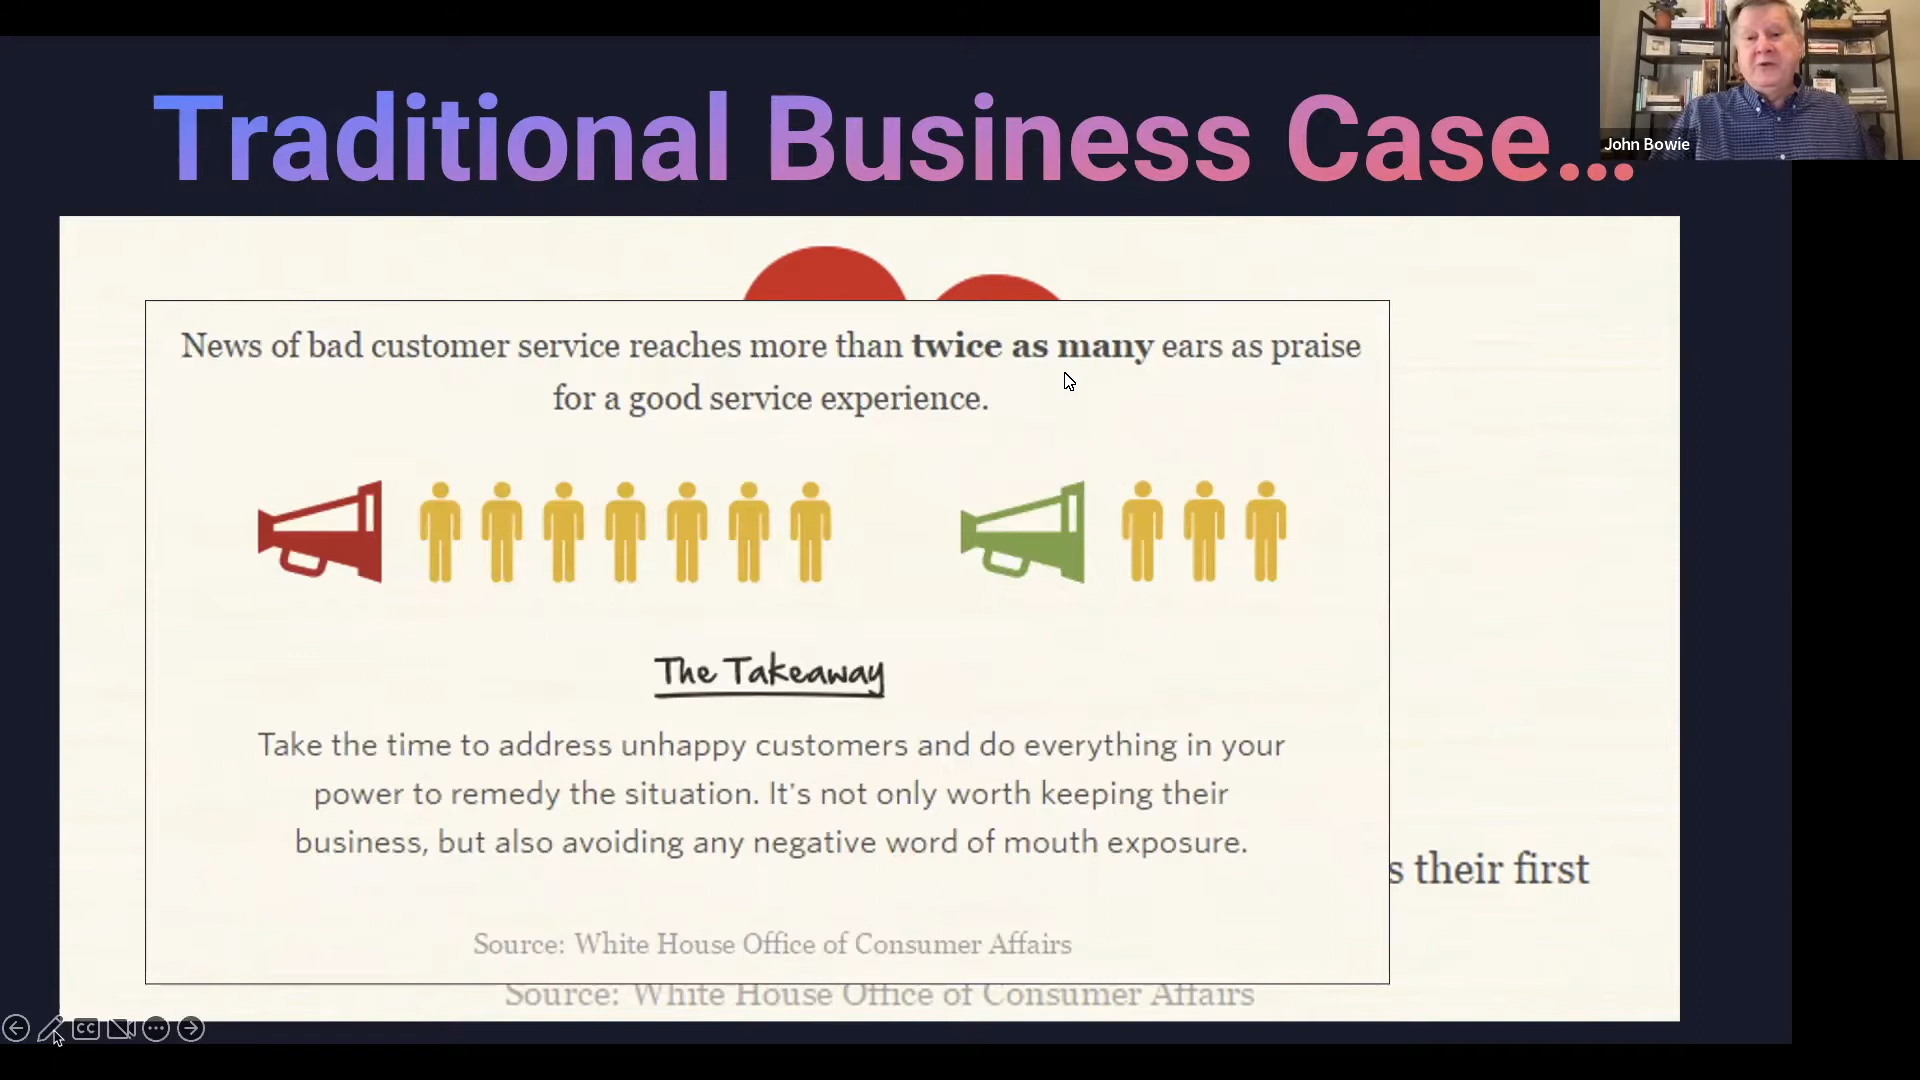 Traditional Business Case...
John Bowie
News of bad customer service reaches more than twice as many ears as praise
for a good service experience.
The Takeaway
Take the time to address unhappy customers and do everything in your
power to remedy the situation. It's not only worth keeping their
business, but also avoiding any negative word of mouth exposure.
s their first
Source: White House Office of Consumer Affairs
Source: White House Office of Consumer Affairs
CC